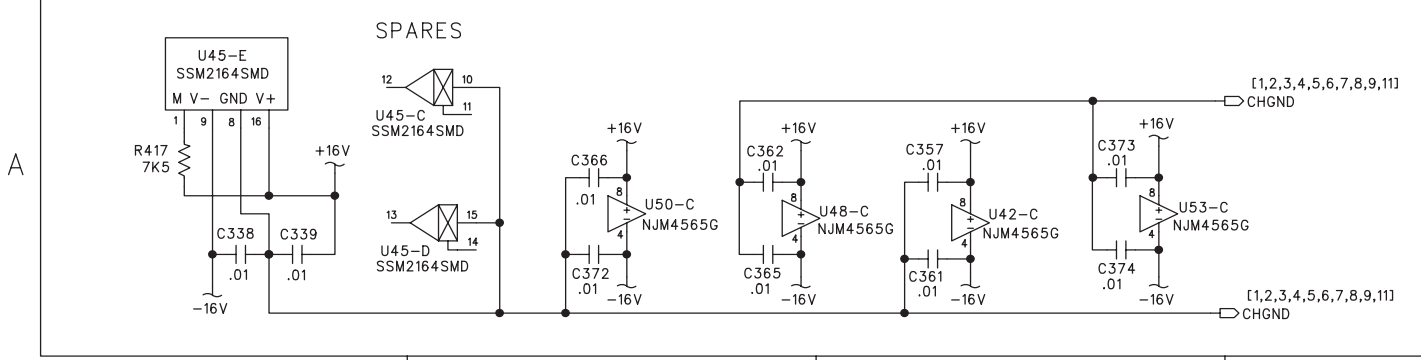 SPARES
U45-E
SSM2164SMD
M V- GND V+
1 9 8 16
R417
7K5
+16V
C338
.01
C339
.01
-16V
12 10
11
U45-C
SSM2164SMD
13 15
14
U45-D
SSM2164SMD
+16V
C366
.01
8
+
-
4
U50-C
NJM4565G
C372
.01
-16V
+16V
C362
.01
8
+
-
4
U48-C
NJM4565G
C365
.01
-16V
+16V
C357
.01
8
+
-
4
U42-C
NJM4565G
C361
.01
-16V
+16V
C373
.01
8
+
-
4
U53-C
NJM4565G
C374
.01
-16V
[1,2,3,4,5,6,7,8,9,11]
CHGND
[1,2,3,4,5,6,7,8,9,11]
CHGND
A